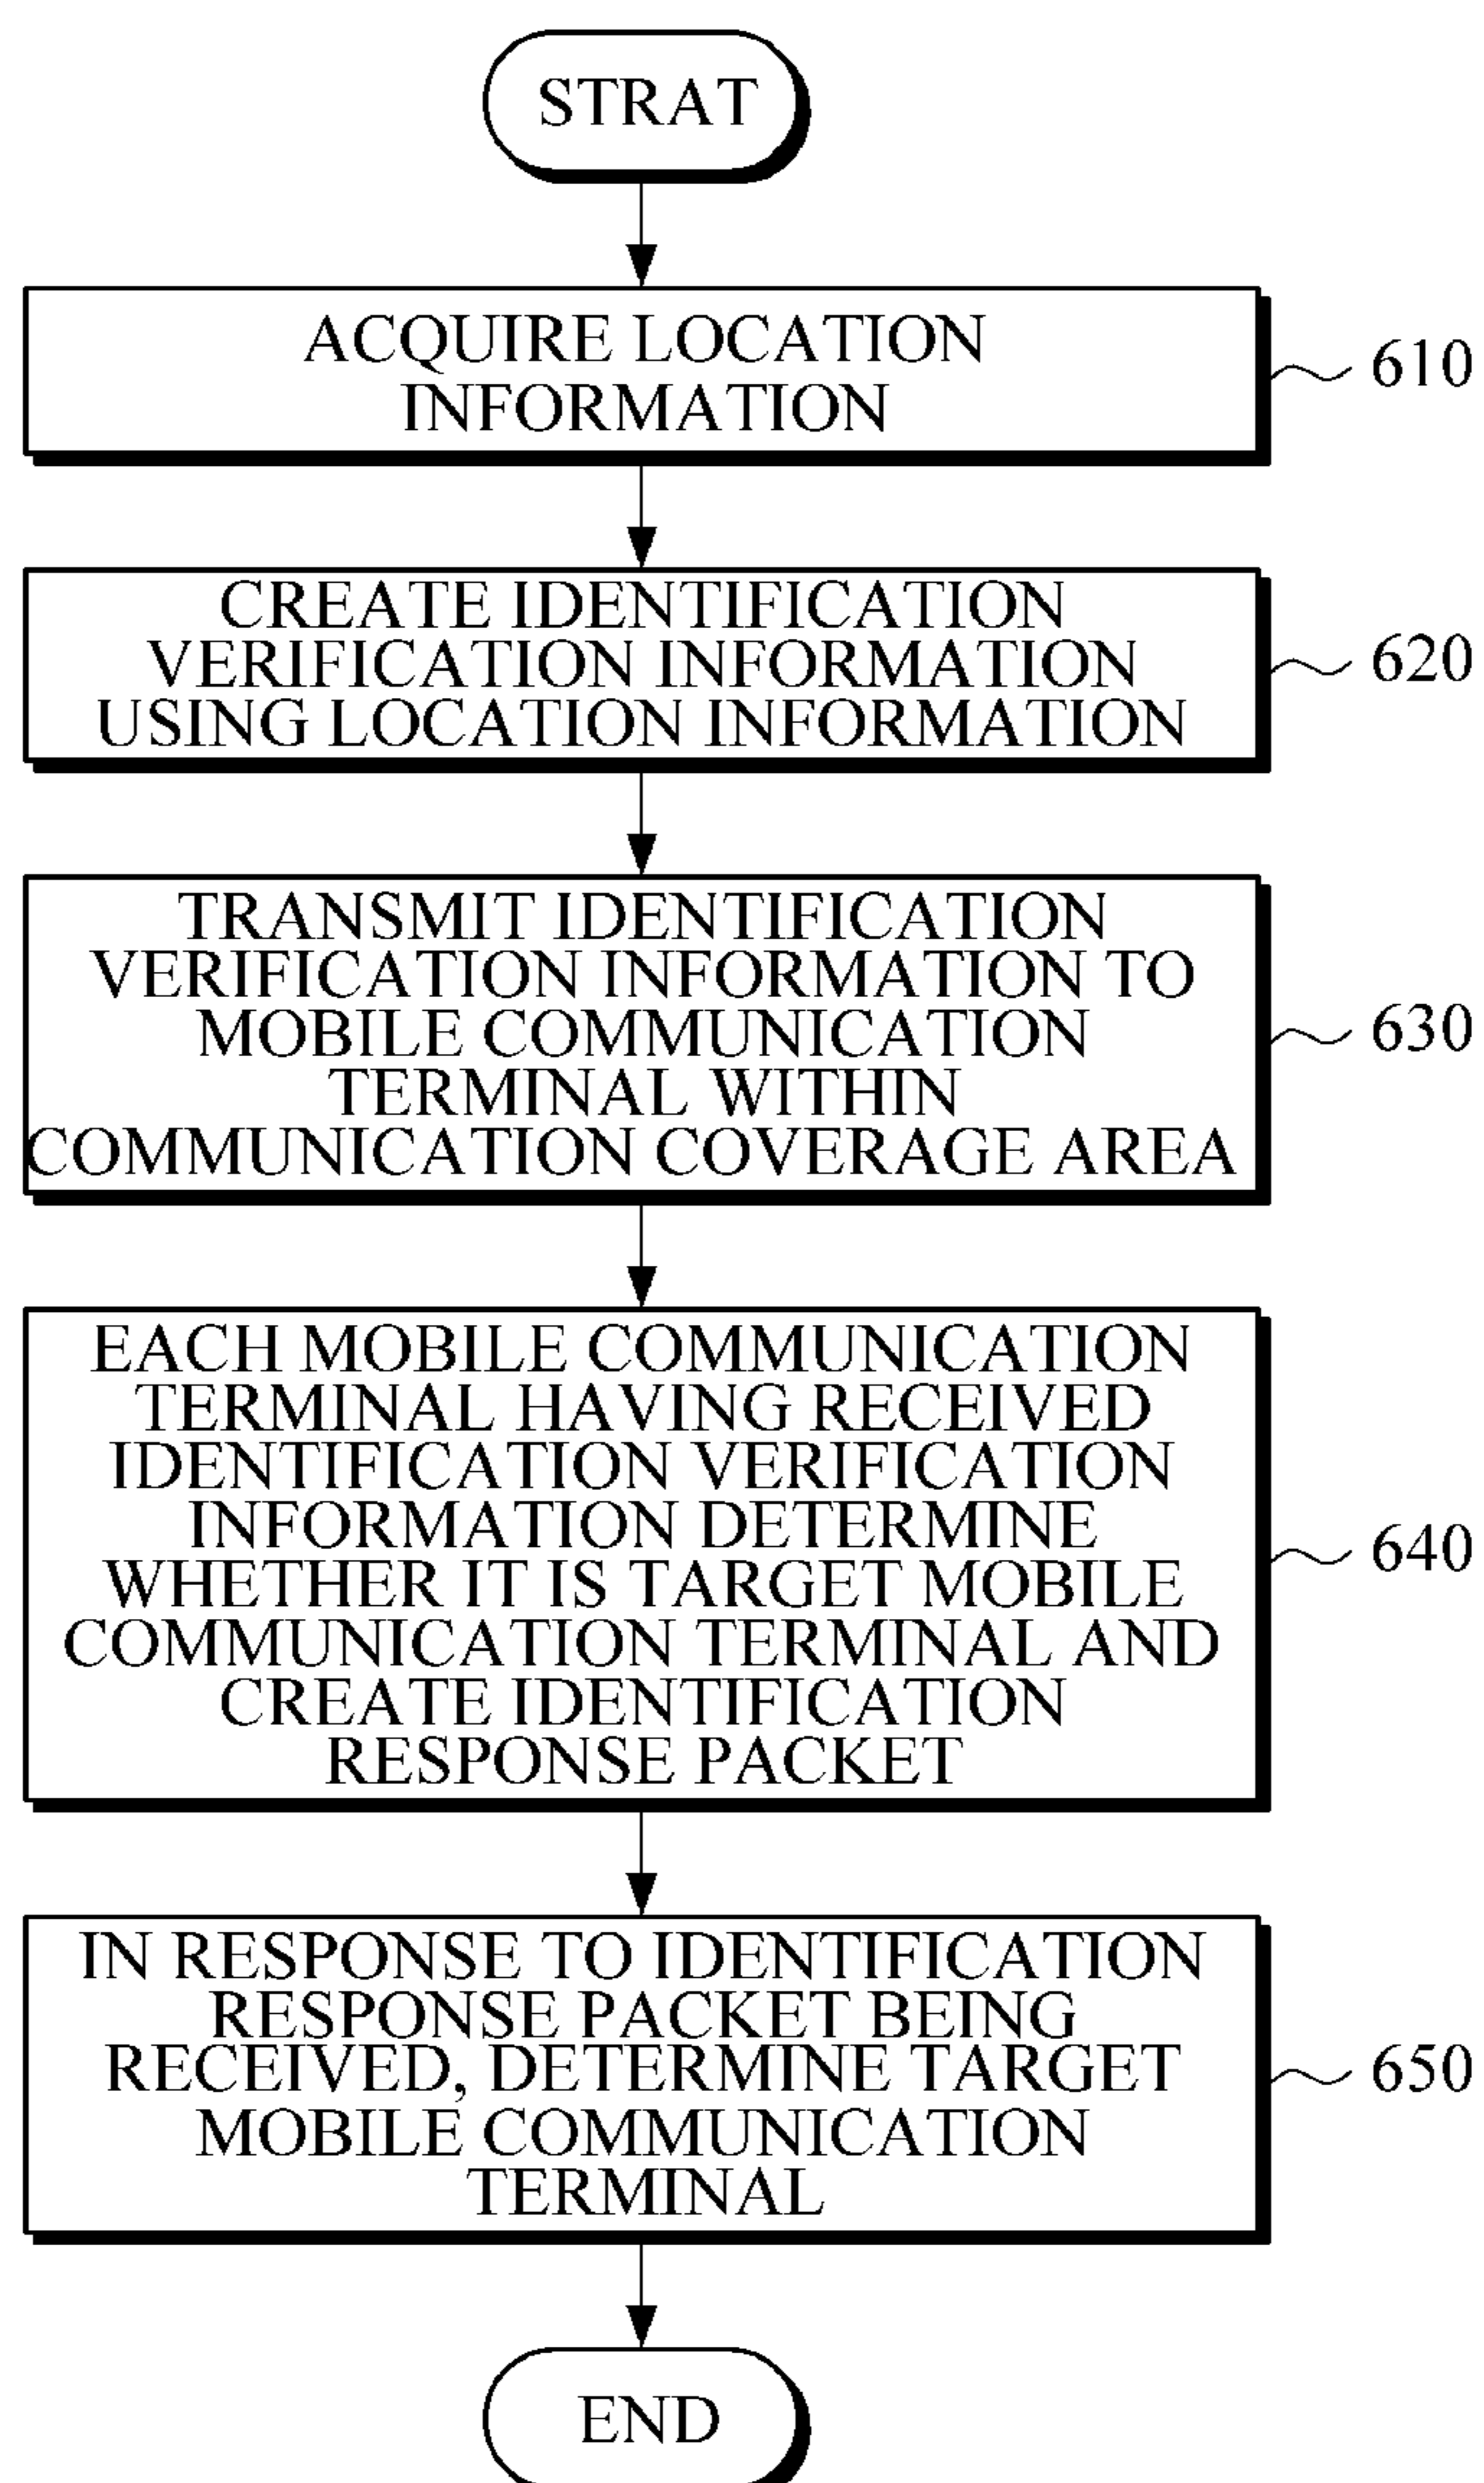 STRAT
ACQUIRE LOCATION
INFORMATION
610
CREATE IDENTIFICATION
VERIFICATION INFORMATION
USING LOCATION INFORMATION
620
TRANSMIT IDENTIFICATION
VERIFICATION INFORMATION TO
MOBILE COMMUNICATION
TERMINAL WITHIN
COMMUNICATION COVERAGE AREA
630
EACH MOBILE COMMUNICATION
TERMINAL HAVING RECEIVED
IDENTIFICATION VERIFICATION
INFORMATION DETERMINE
WHETHER IT IS TARGET MOBILE
COMMUNICATION TERMINAL AND
CREATE IDENTIFICATION
RESPONSE PACKET
640
IN RESPONSE TO IDENTIFICATION
RESPONSE PACKET BEING
RECEIVED, DETERMINE TARGET
MOBILE COMMUNICATION
TERMINAL
650
END